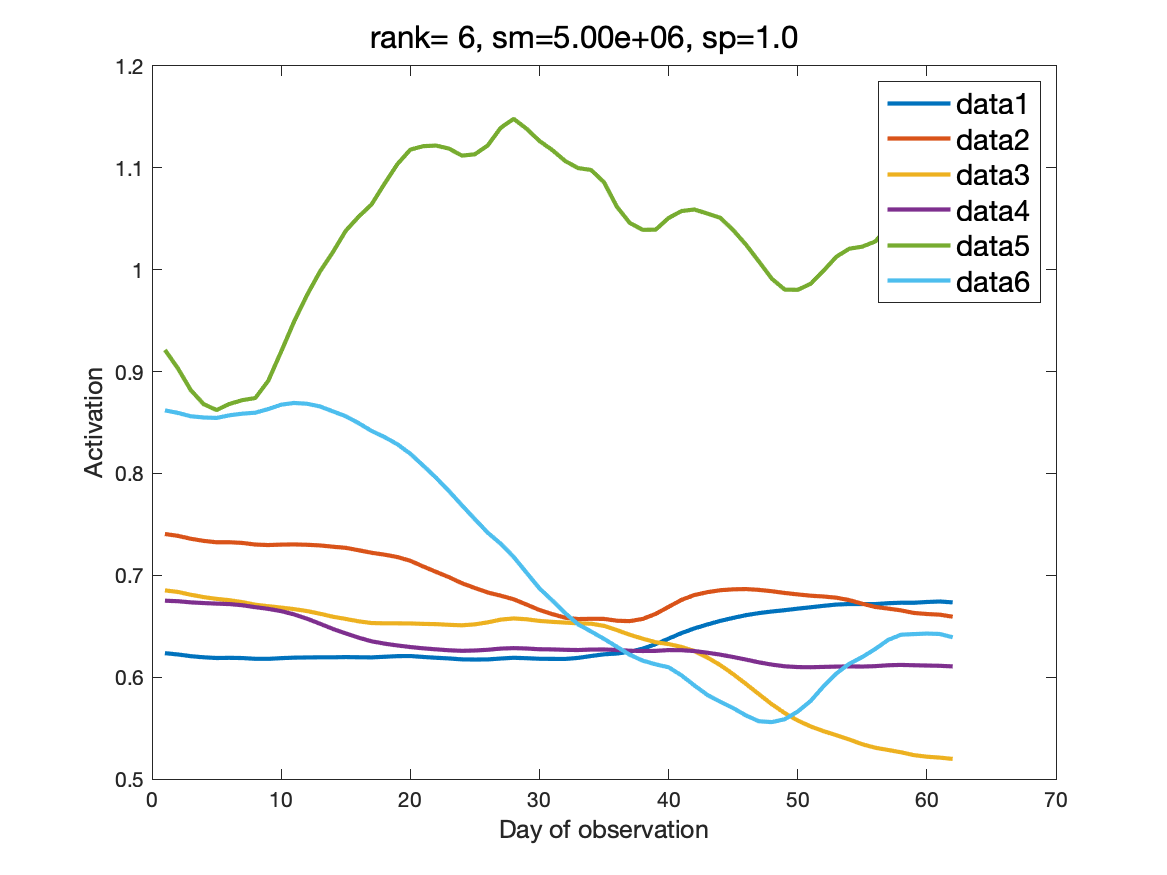 rank= 6, sm=5.00e+06, sp=1.0
1.2
1.1
1
0.9
0.8
0.7
0.6
0.5
Activation
data1
data2
data3
data4
data5
data6
0 10 20 30 40 50 60 70
Day of observation